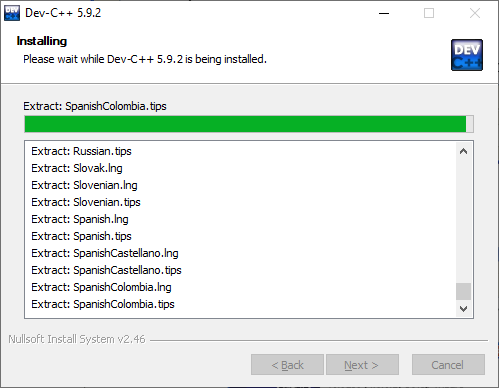 Dev-C++ 5.9.2
Installing
Please wait while Dev-C++ 5.9.2 is being installed.
DEV
C++
Extract: SpanishColombia.tips
Extract: Russian.tips
Extract: Slovak.lng
Extract: Slovenian.lng
Extract: Slovenian.tips
Extract: Spanish.lng
Extract: Spanish.tips
Extract: SpanishCastellano.lng
Extract: SpanishCastellano.tips
Extract: SpanishColombia.lng
Extract: SpanishColombia.tips
Nullsoft Install System v2.46
< Back Next > Cancel